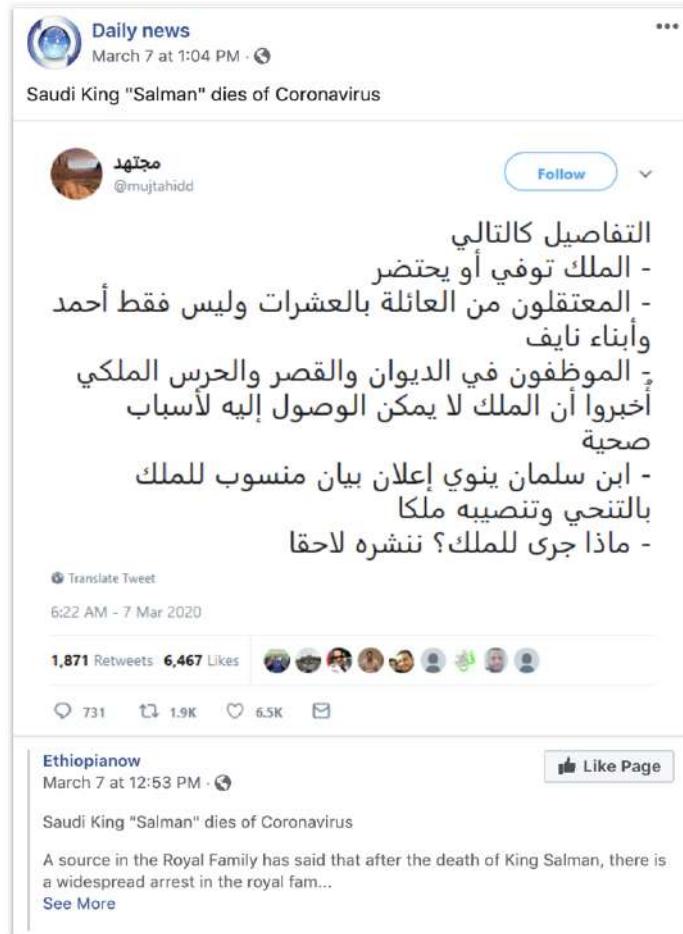 Daily news
March 7 at 1:04 PM ·
Saudi King "Salman" dies of Coronavirus
مجتهد
@mujtahidd
Follow
التفاصيل كالتالي
- الملك توفي أو يحتضر
- المعتقلون من العائلة بالعشرات وليس فقط أحمد
وأبناء نايف
- الموظفون في الديوان والقصر والحرس الملكي
أُخبروا أن الملك لا يمكن الوصول إليه لأسباب
صحية
- ابن سلمان ينوي إعلان بيان منسوب للملك
بالتنحي وتنصيبه ملكا
- ماذا جرى للملك؟ ننشره لاحقا
Translate Tweet
6:22 AM - 7 Mar 2020
1,871 Retweets 6,467 Likes
731 1.9K 6.5K
Ethiopianow
Like Page
March 7 at 12:53 PM ·
Saudi King "Salman" dies of Coronavirus
A source in the Royal Family has said that after the death of King Salman, there is
a widespread arrest in the royal fam...
See More